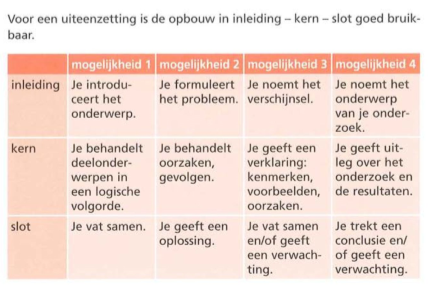 Voor een uiteenzetting is de opbouw in inleiding – kern – slot goed bruik-
baar.
mogelijkheid 1 mogelijkheid 2 mogelijkheid 3 mogelijkheid 4
inleiding Je introdu- Je formuleert Je noemt het Je noemt het
ceert het het probleem. verschijnsel. onderwerp
onderwerp. van je onder-
zoek.
kern Je behandelt Je behandelt Je geeft een Je geeft uit-
deelonder- oorzaken, verklaring: leg over het
werpen in gevolgen. kenmerken, onderzoek en
een logische voorbeelden, de resultaten.
volgorde. oorzaken.
slot Je vat samen. Je geeft een Je vat samen Je trekt een
oplossing. en/of geeft conclusie en/
een verwach- of geeft een
ting. verwachting.